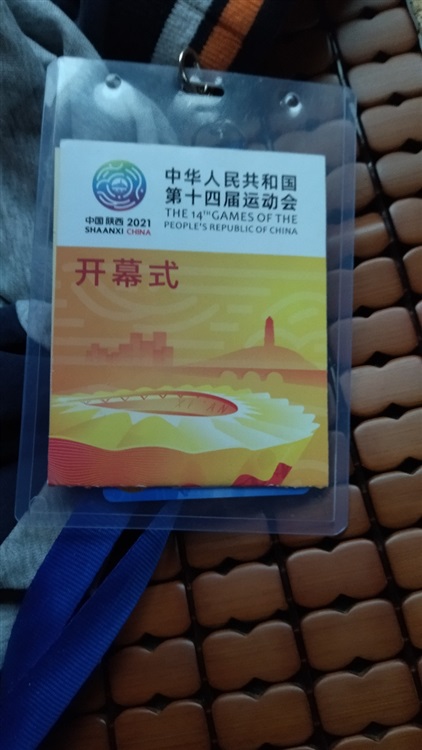 中华人民共和国
第十四届运动会
THE 14TH GAMES OF THE
PEOPLE'S REPUBLIC OF CHINA
中国 陕西 2021
SHAANXI CHINA
开幕式